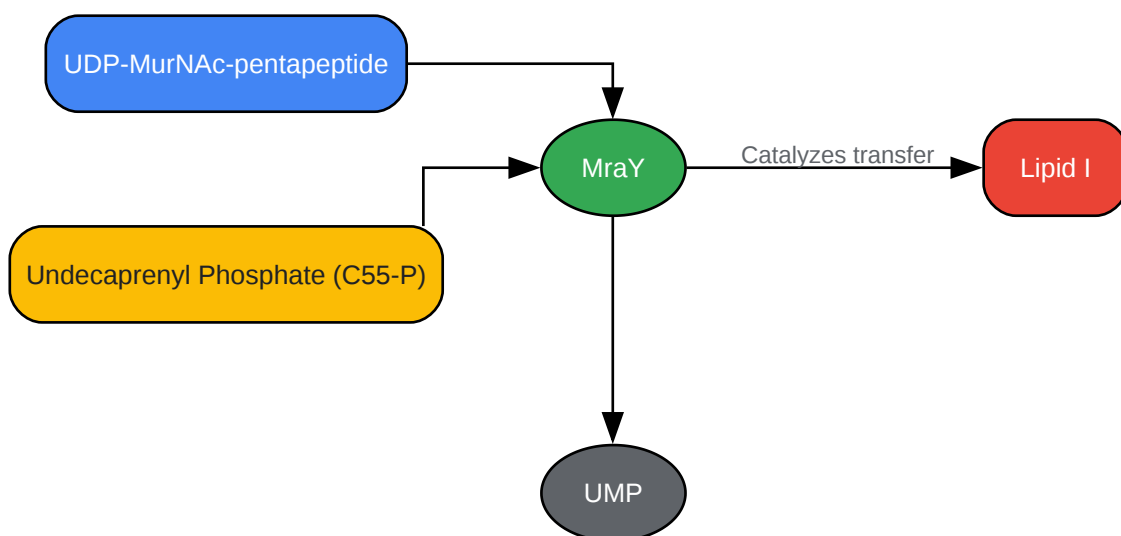 UDP-MurNAc-pentapeptide
MraY
Catalyzes transfer
Lipid I
Undecaprenyl Phosphate (C55-P)
UMP